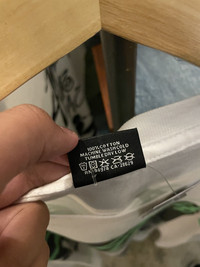 100% COTTON
MACHINE WASH COLD
TUMBLE DRY LOW